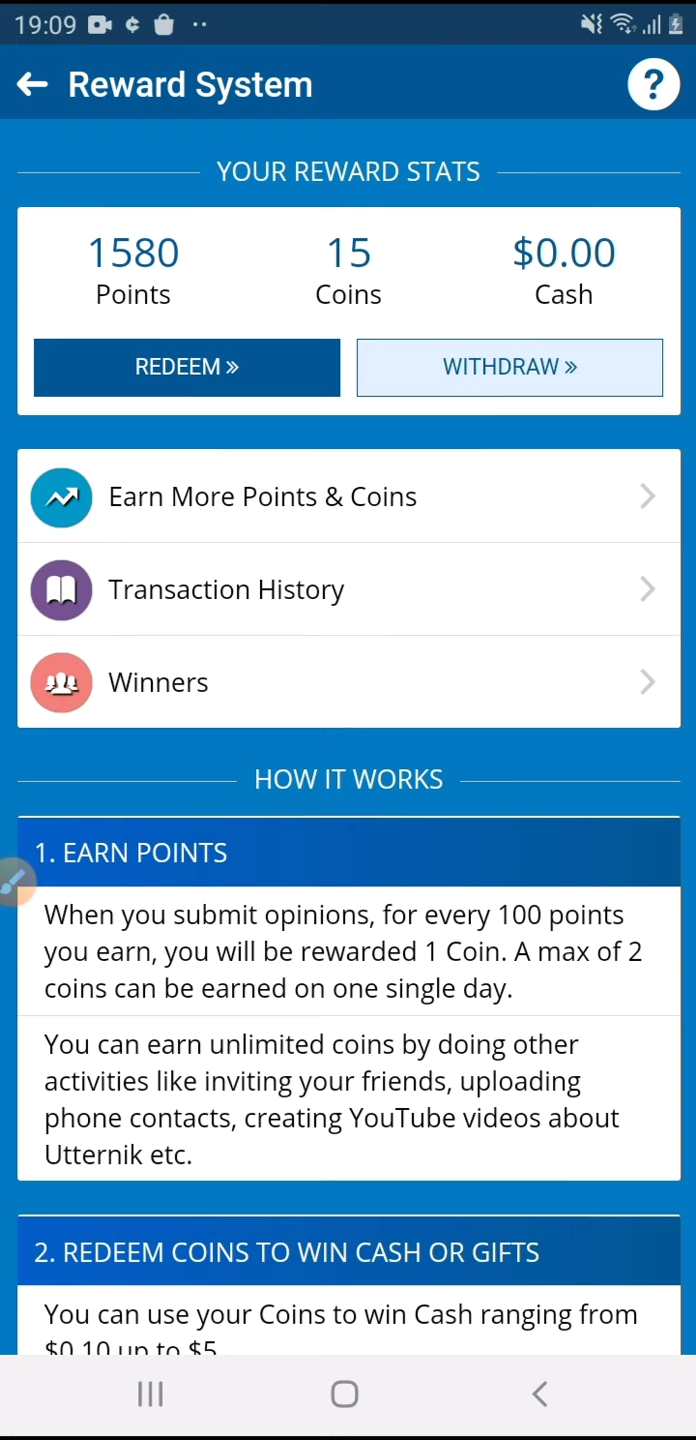 19:09
Reward System
?
YOUR REWARD STATS
1580 15 $0.00
Points Coins Cash
REDEEM » WITHDRAW »
Earn More Points & Coins
Transaction History
Winners
HOW IT WORKS
1. EARN POINTS
When you submit opinions, for every 100 points
you earn, you will be rewarded 1 Coin. A max of 2
coins can be earned on one single day.
You can earn unlimited coins by doing other
activities like inviting your friends, uploading
phone contacts, creating YouTube videos about
Utternik etc.
2. REDEEM COINS TO WIN CASH OR GIFTS
You can use your Coins to win Cash ranging from
$0.10 up to $5